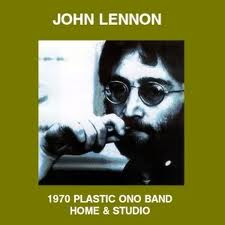 JOHN LENNON
1970 PLASTIC ONO BAND
HOME & STUDIO